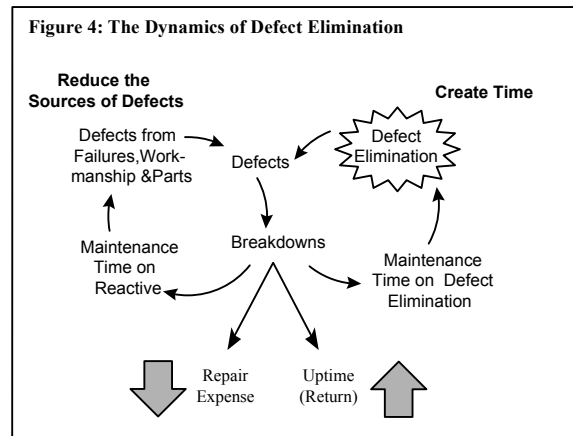 Figure 4: The Dynamics of Defect Elimination
Reduce the
Sources of Defects
Create Time
Defects from
Failures,Work-
manship &Parts
Defects
Defect
Elimination
Breakdowns
Maintenance
Time on
Reactive
Maintenance
Time on Defect
Elimination
Repair
Expense
Uptime
(Return)